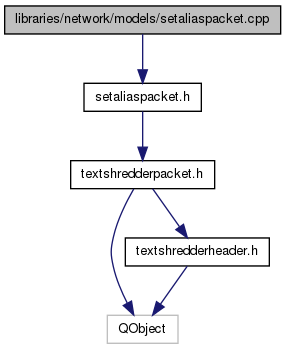 libraries/network/models/setaliaspacket.cpp
setaliaspacket.h
textshredderpacket.h
textshredderheader.h
QObject